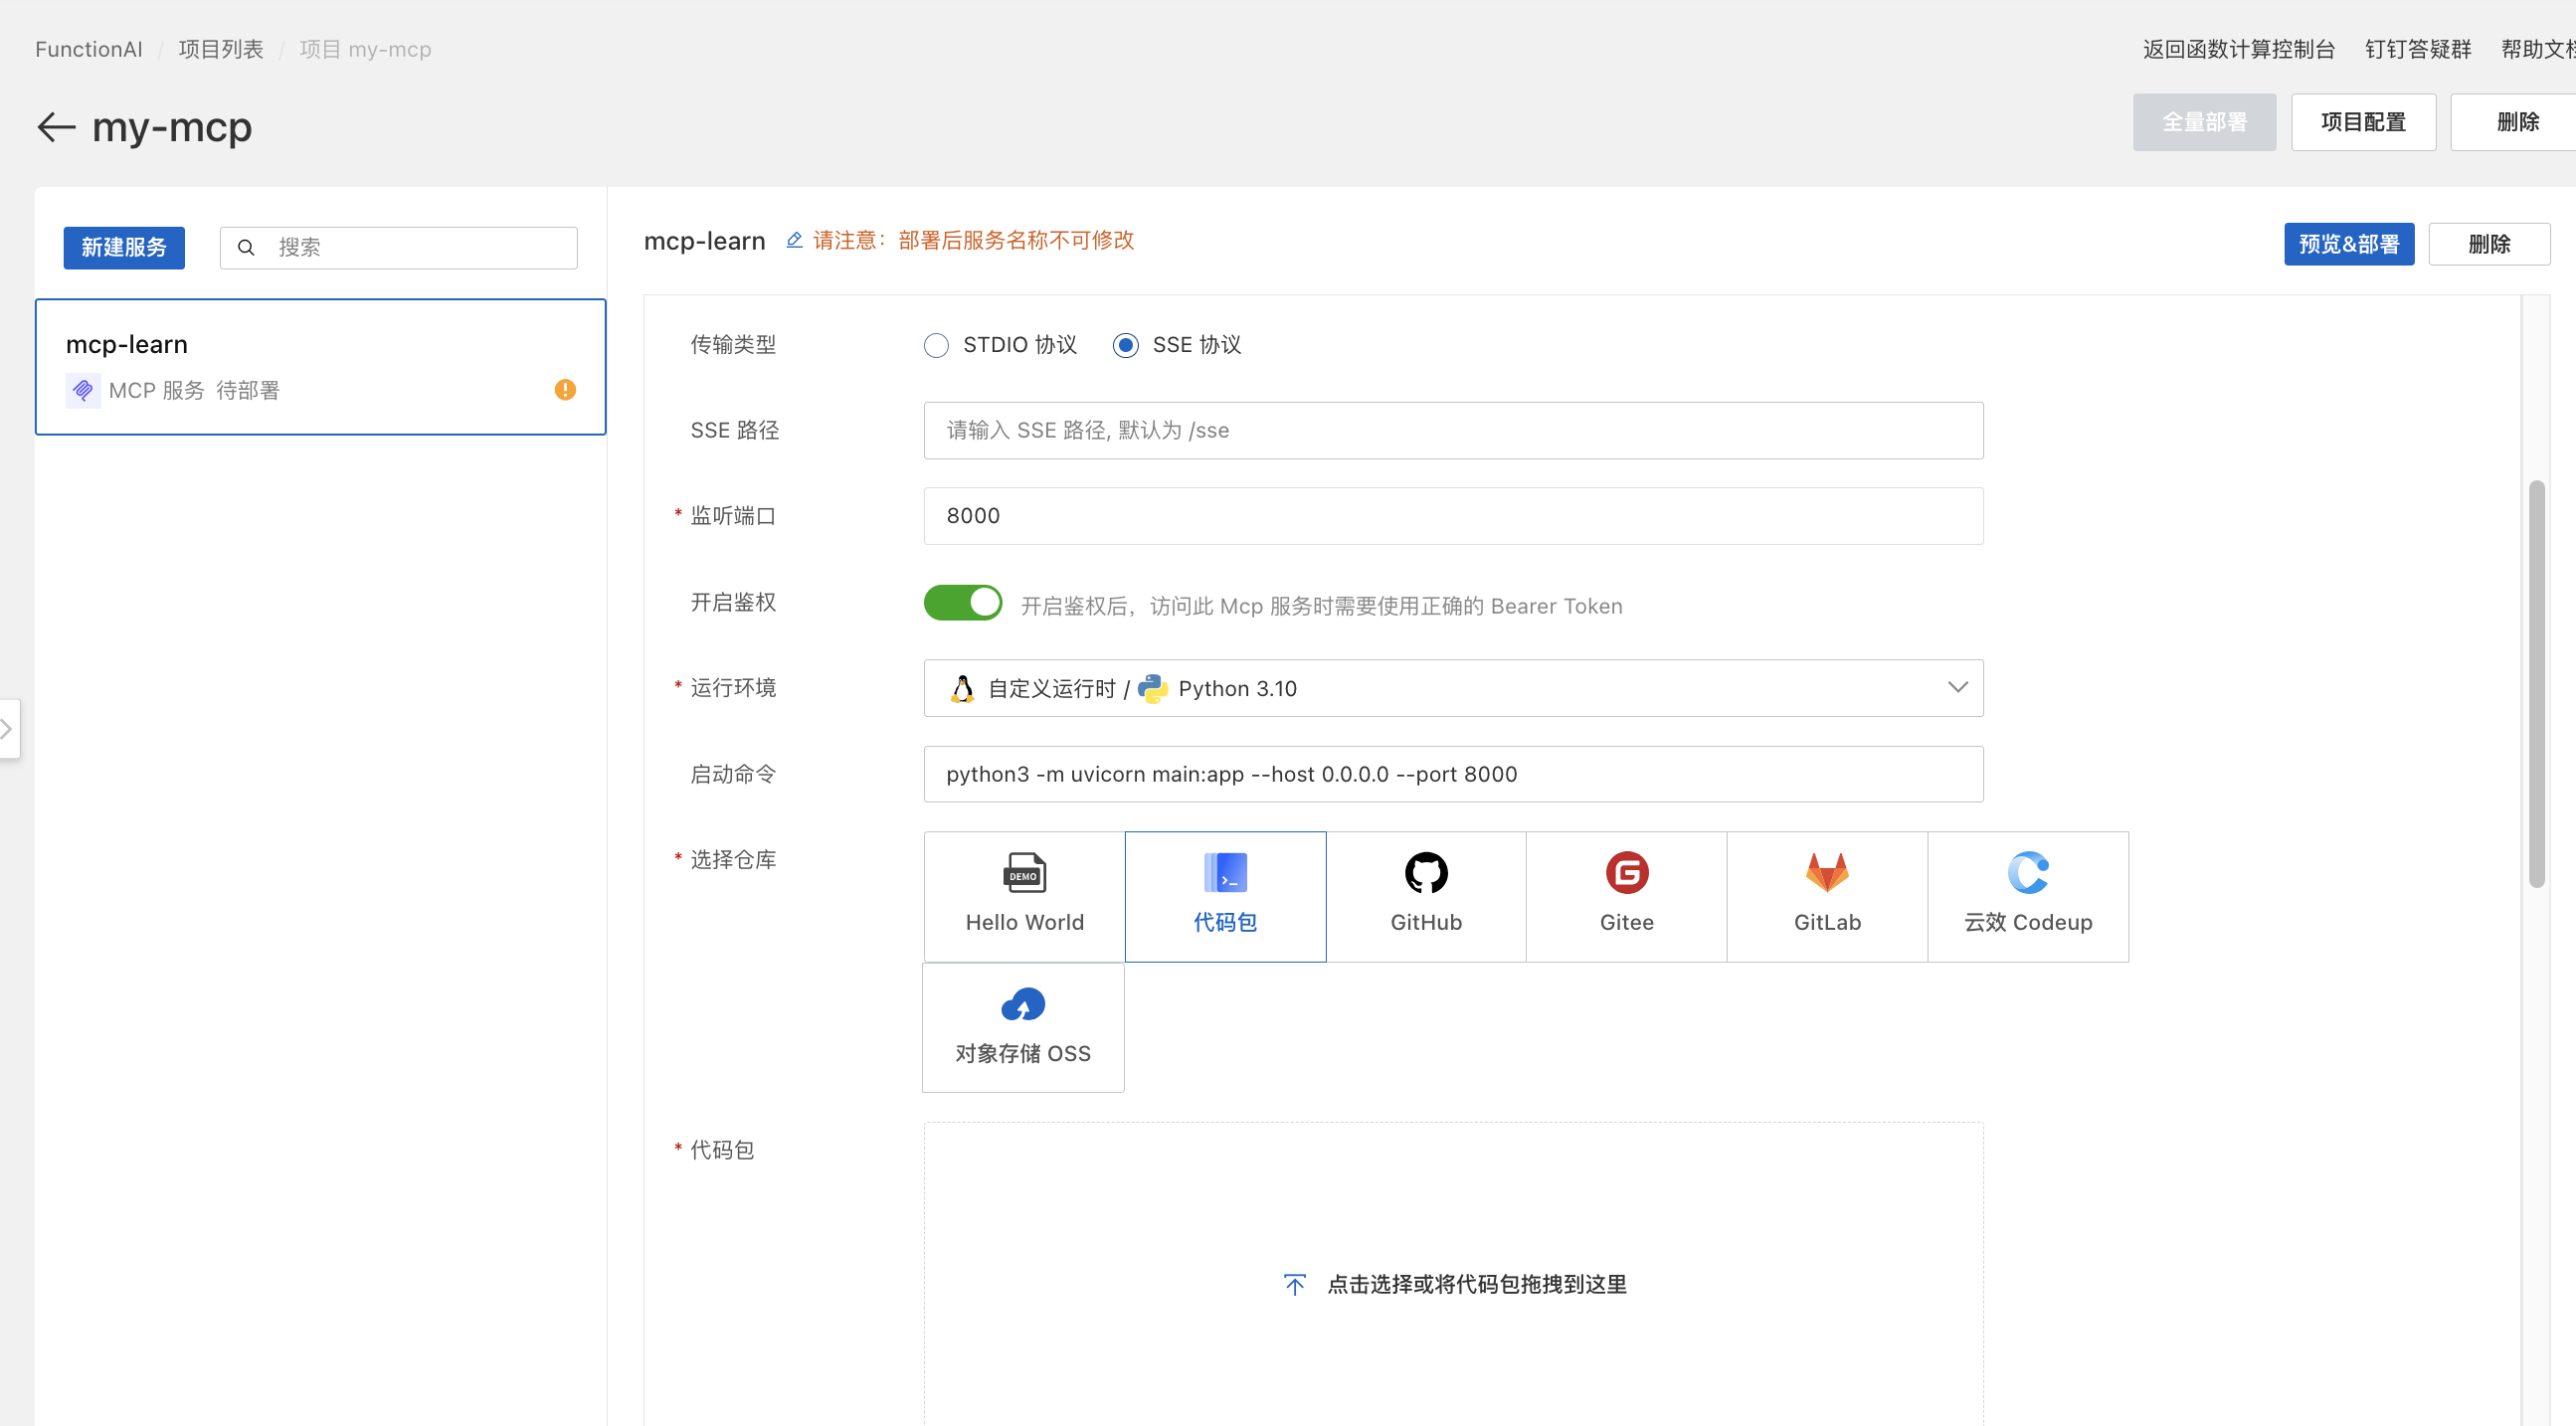 FunctionAI / 项目列表 / 项目 my-mcp
返回函数计算控制台 钉钉答疑群 帮助文档
← my-mcp
全量部署 项目配置 删除
新建服务 搜索
mcp-learn
MCP 服务 待部署
mcp-learn 请注意：部署后服务名称不可修改
预览&部署 删除
传输类型 STDIO 协议 SSE 协议
SSE 路径 请输入 SSE 路径, 默认为 /sse
* 监听端口 8000
开启鉴权 开启鉴权后，访问此 Mcp 服务时需要使用正确的 Bearer Token
* 运行环境 自定义运行时 / Python 3.10
启动命令 python3 -m uvicorn main:app --host 0.0.0.0 --port 8000
* 选择仓库
DEMO
Hello World 代码包 GitHub Gitee GitLab 云效 Codeup
对象存储 OSS
* 代码包
点击选择或将代码包拖拽到这里